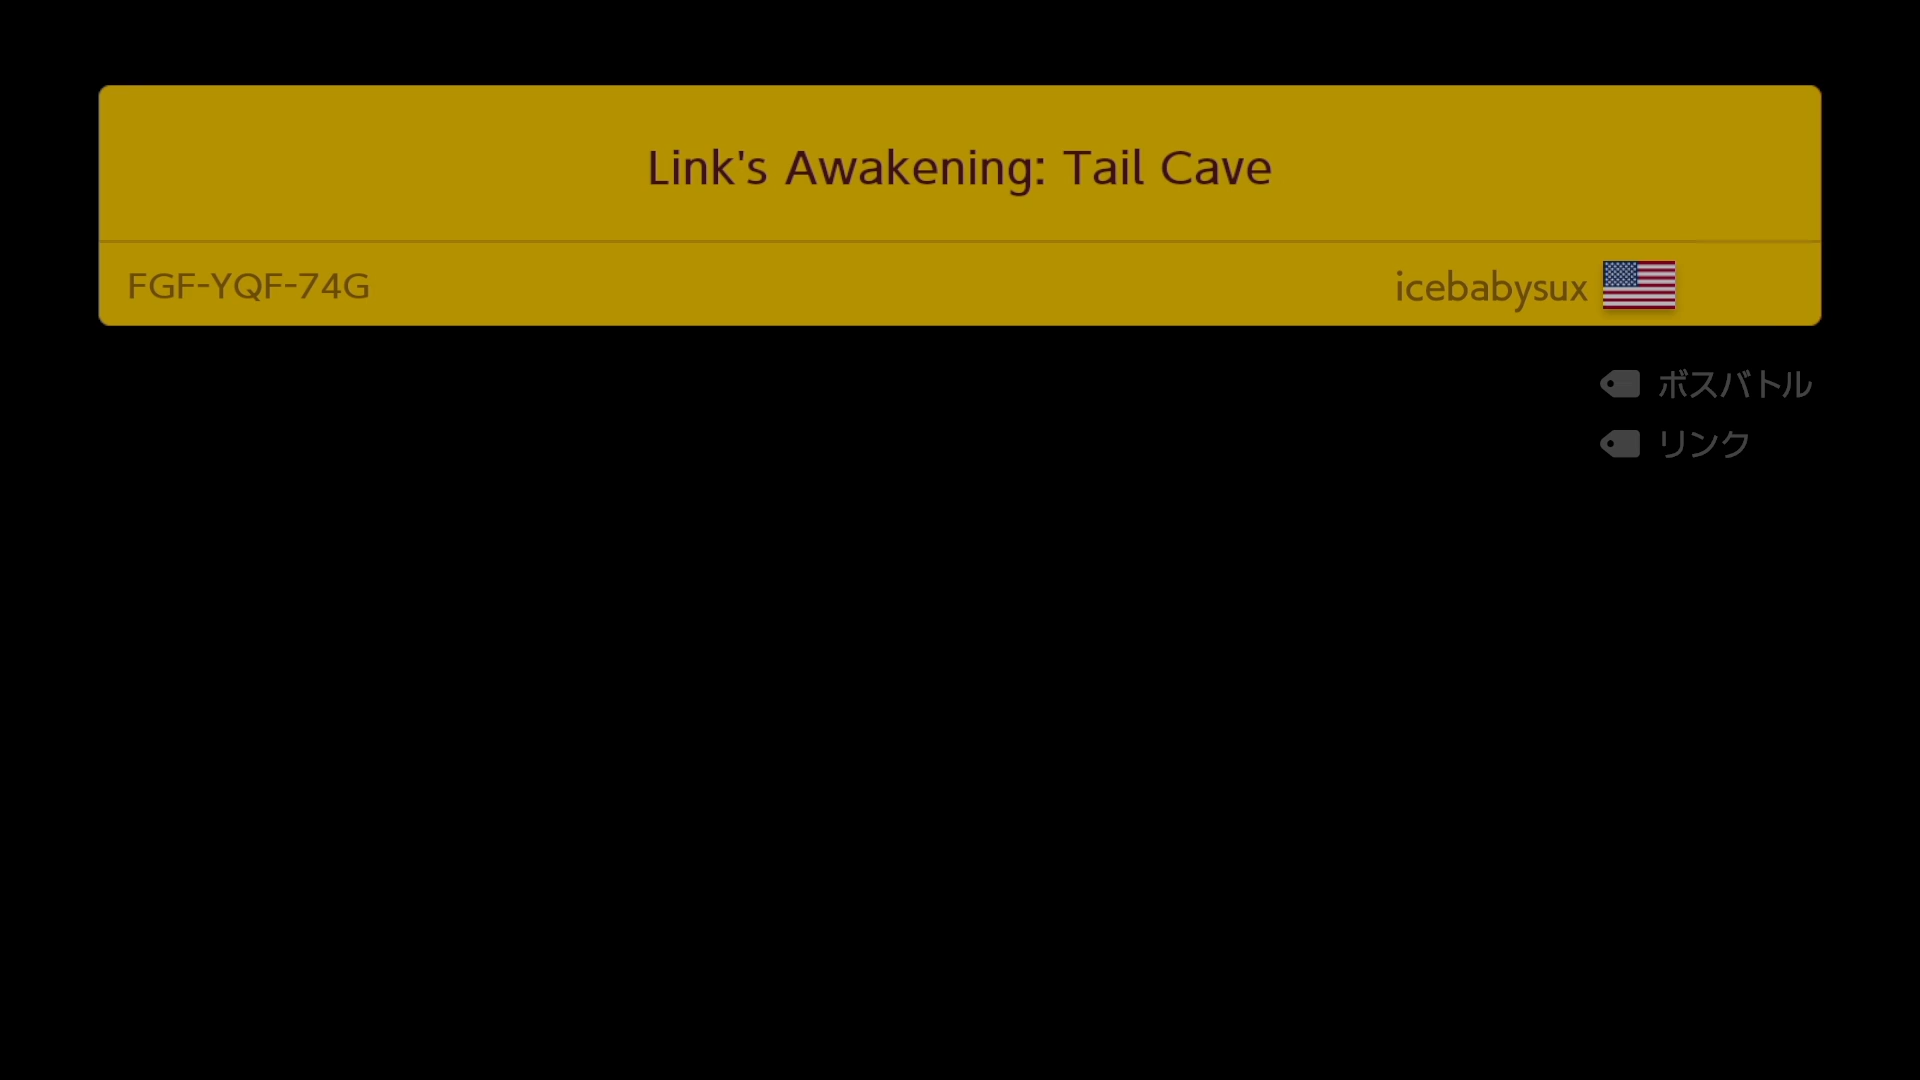 Link's Awakening: Tail Cave
FGF-YQF-74G
icebabysux
ボスバトル
リンク